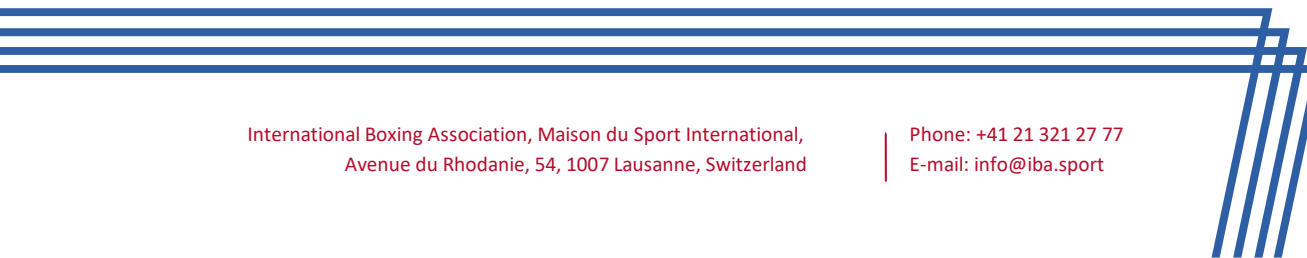 International Boxing Association, Maison du Sport International,
Avenue du Rhodanie, 54, 1007 Lausanne, Switzerland
Phone: +41 21 321 27 77
E-mail: info@iba.sport